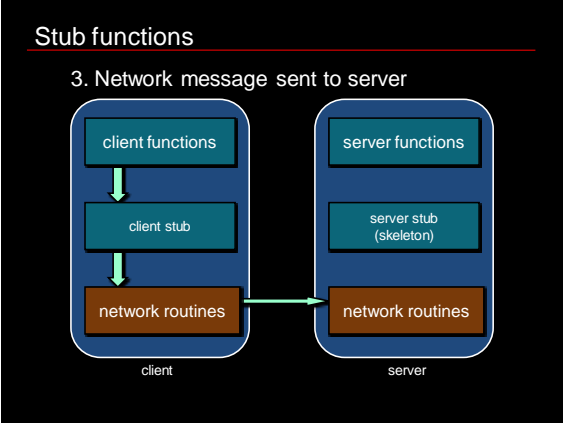 Stub functions
3. Network message sent to server
client functions
server functions
client stub
server stub
(skeleton)
network routines
network routines
client
server